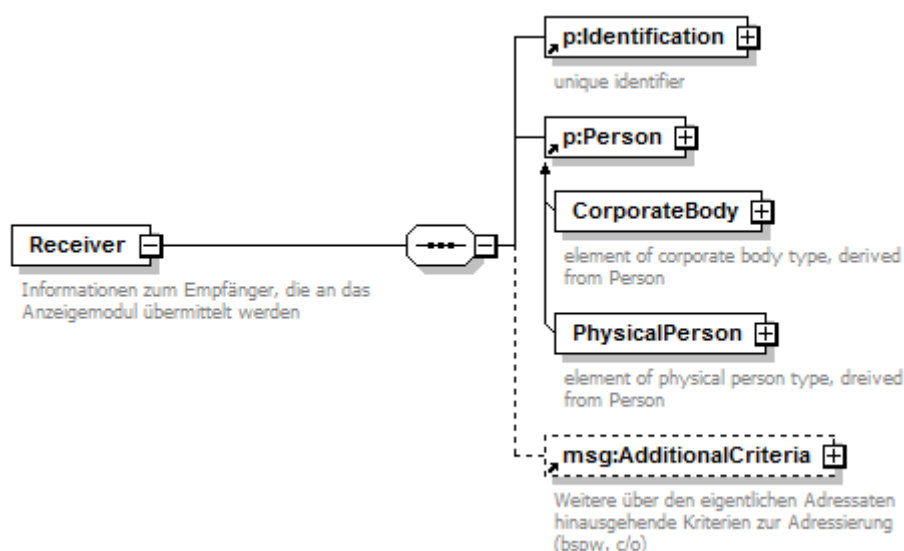 p:Identification
unique identifier
p:Person
CorporateBody
element of corporate body type, derived
from Person
Receiver
Informationen zum Empfänger, die an das
Anzeigemodul übermittelt werden
PhysicalPerson
element of physical person type, dreived
from Person
msg:AdditionalCriteria
Weitere über den eigentlichen Adressaten
hinausgehende Kriterien zur Adressierung
(bspw. c/o)